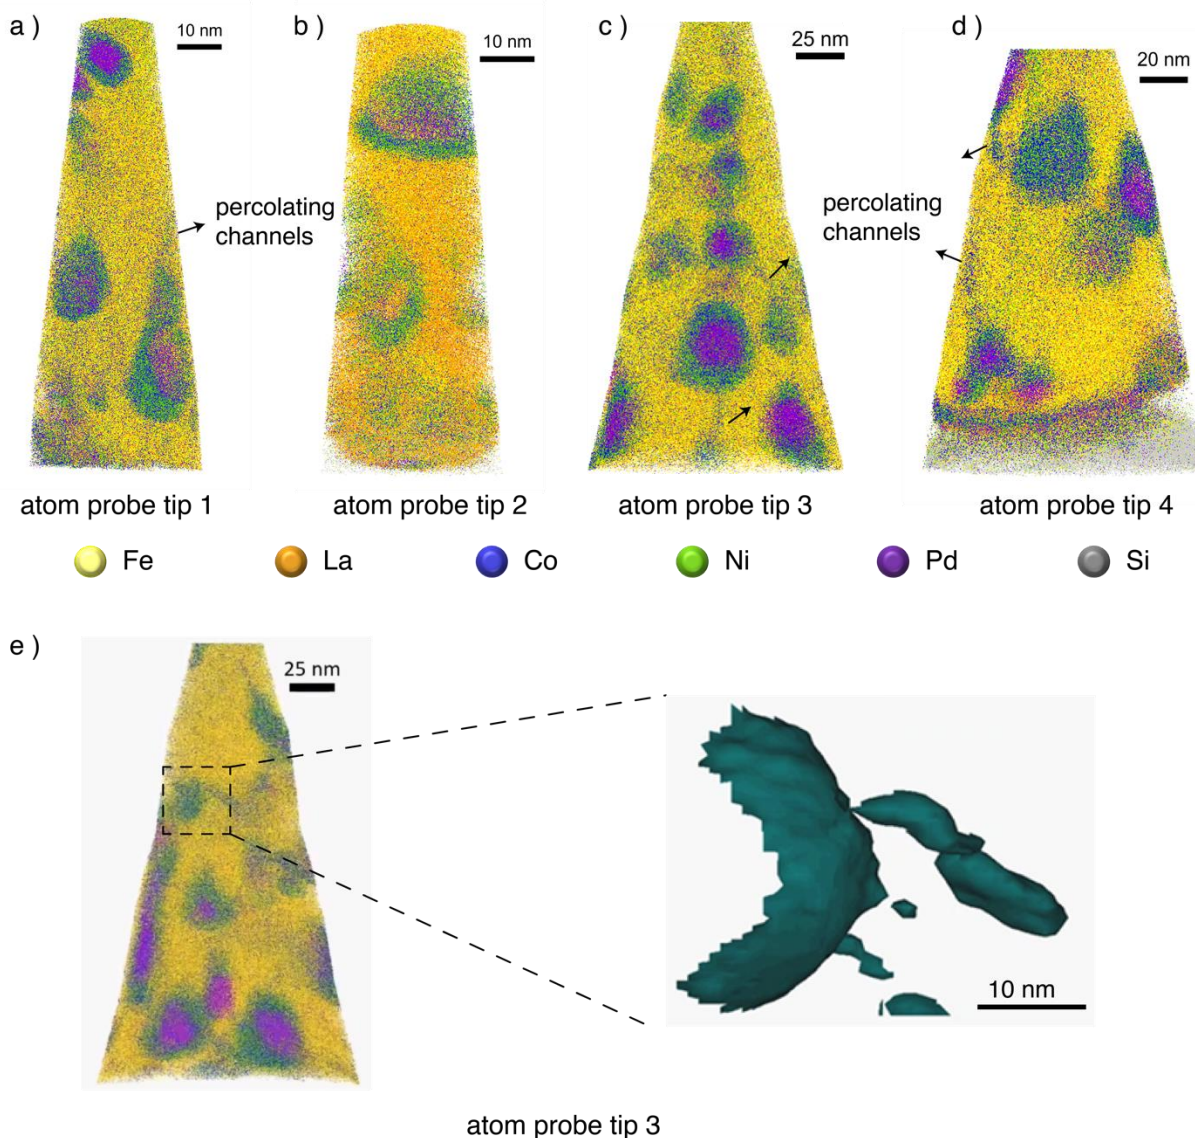 a )
b )
c )
d )
10 nm
10 nm
25 nm
20 nm
percolating
channels
percolating
channels
atom probe tip 1
atom probe tip 2
atom probe tip 3
atom probe tip 4
Fe
La
Co
Ni
Pd
Si
e )
25 nm
10 nm
atom probe tip 3